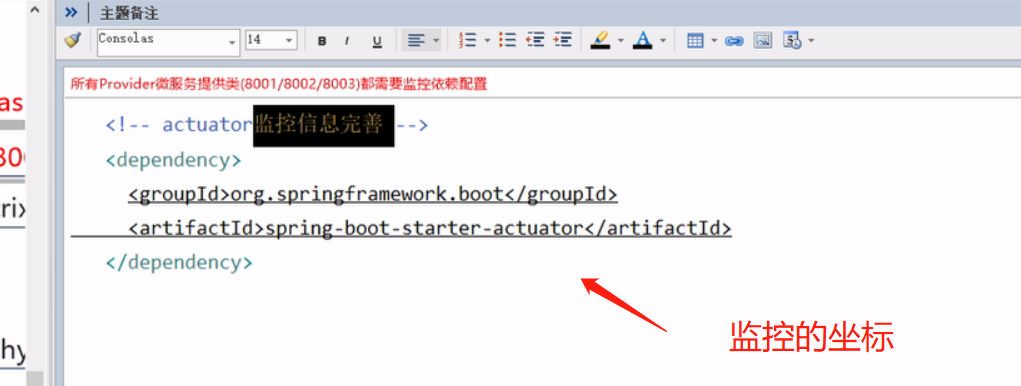 主题备注
Consolas
14
B I U
所有Provider微服务提供类(8001/8002/8003)都需要监控依赖配置
<!-- actuator监控信息完善 -->
<dependency>
<groupId>org.springframework.boot</groupId>
<artifactId>spring-boot-starter-actuator</artifactId>
</dependency>
监控的坐标
as
800
trix
hy